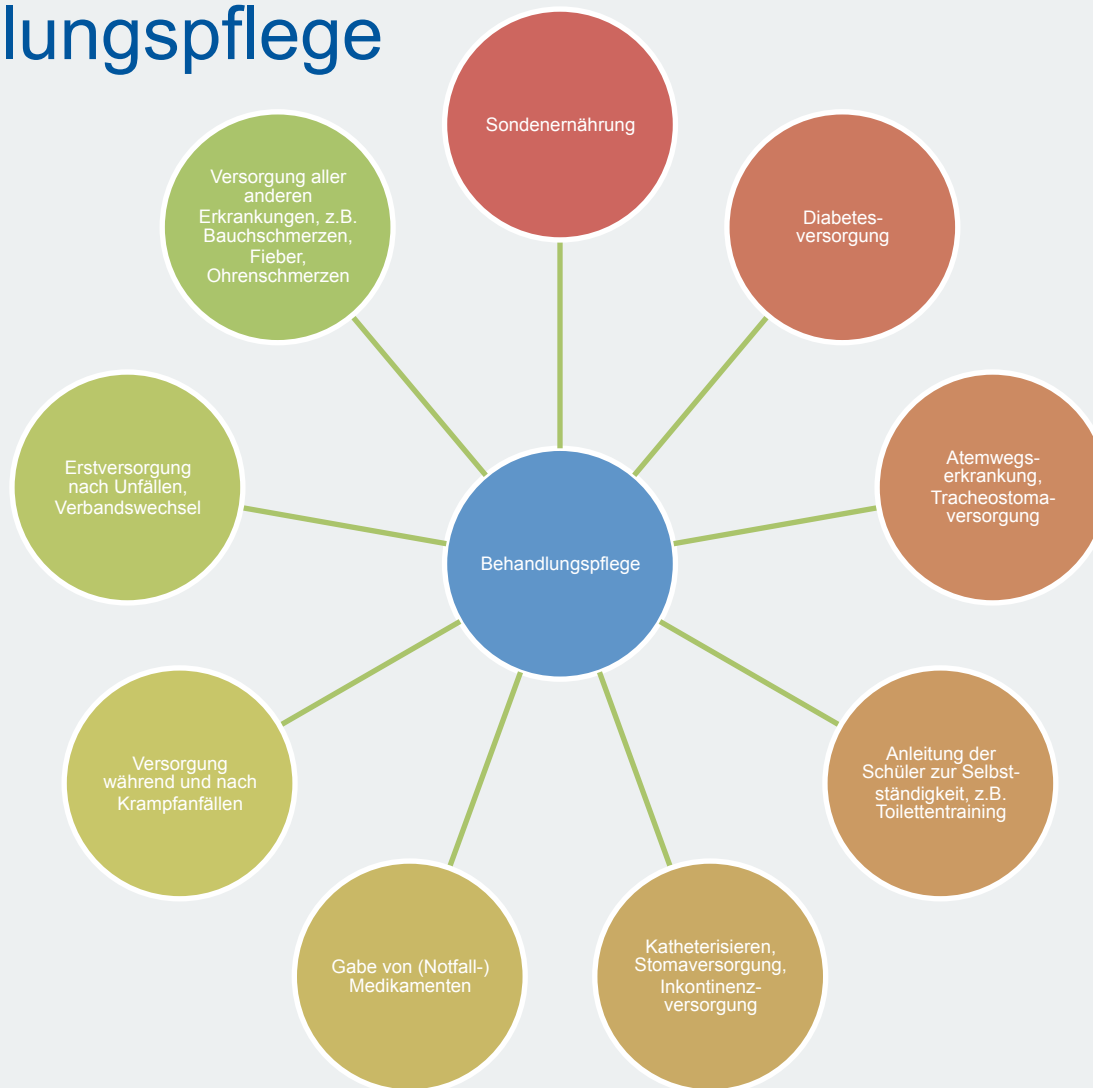 lungspflege
Sondenernährung
Diabetes-
versorgung
Atemwegs-
erkrankung,
Tracheostoma-
versorgung
Anleitung der
Schüler zur Selbst-
ständigkeit, z.B.
Toilettentraining
Katheterisieren,
Stomaversorgung,
Inkontinenz-
versorgung
Gabe von (Notfall-)
Medikamenten
Versorgung
während und nach
Krampfanfällen
Erstversorgung
nach Unfällen,
Verbandswechsel
Versorgung aller
anderen
Erkrankungen, z.B.
Bauchschmerzen,
Fieber,
Ohrenschmerzen
Behandlungspflege